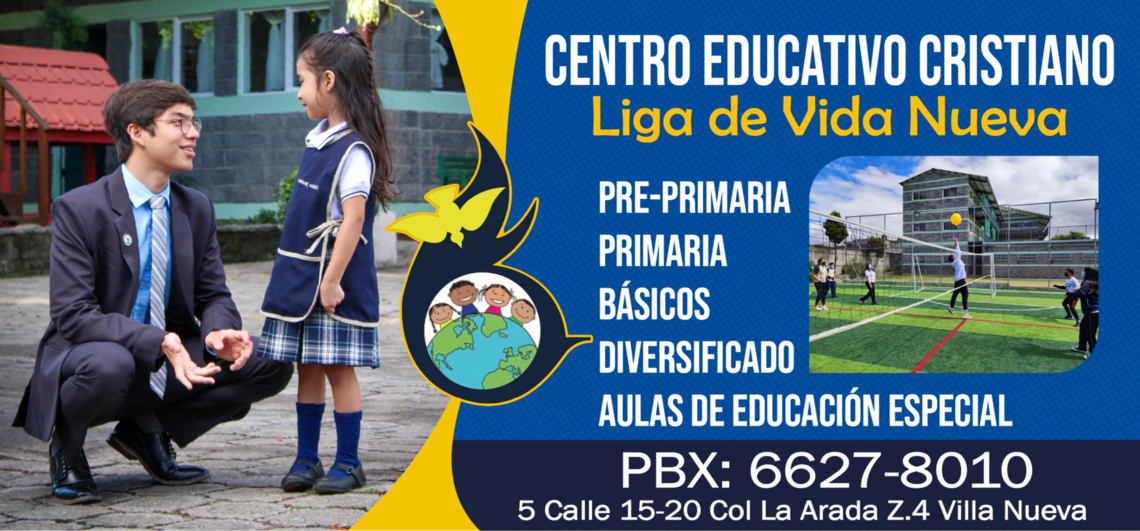 CENTRO EDUCATIVO CRISTIANO
Liga de Vida Nueva
PRE-PRIMARIA
PRIMARIA
BÁSICOS
DIVERSIFICADO
AULAS DE EDUCACIÓN ESPECIAL
PBX: 6627-8010
5 Calle 15-20 Col La Arada Z.4 Villa Nueva